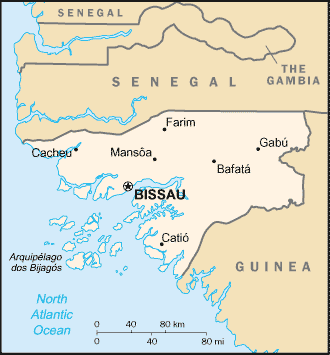 SENEGAL
THE
GAMBIA
SENEGAL
Farim
Gabú
Cacheu
Mansôa
Bafatá
BISSAU
Catió
Arquipélago
dos Bijagós
GUINEA
North
Atlantic
Ocean
0 40 80 km
0 40 80 mi